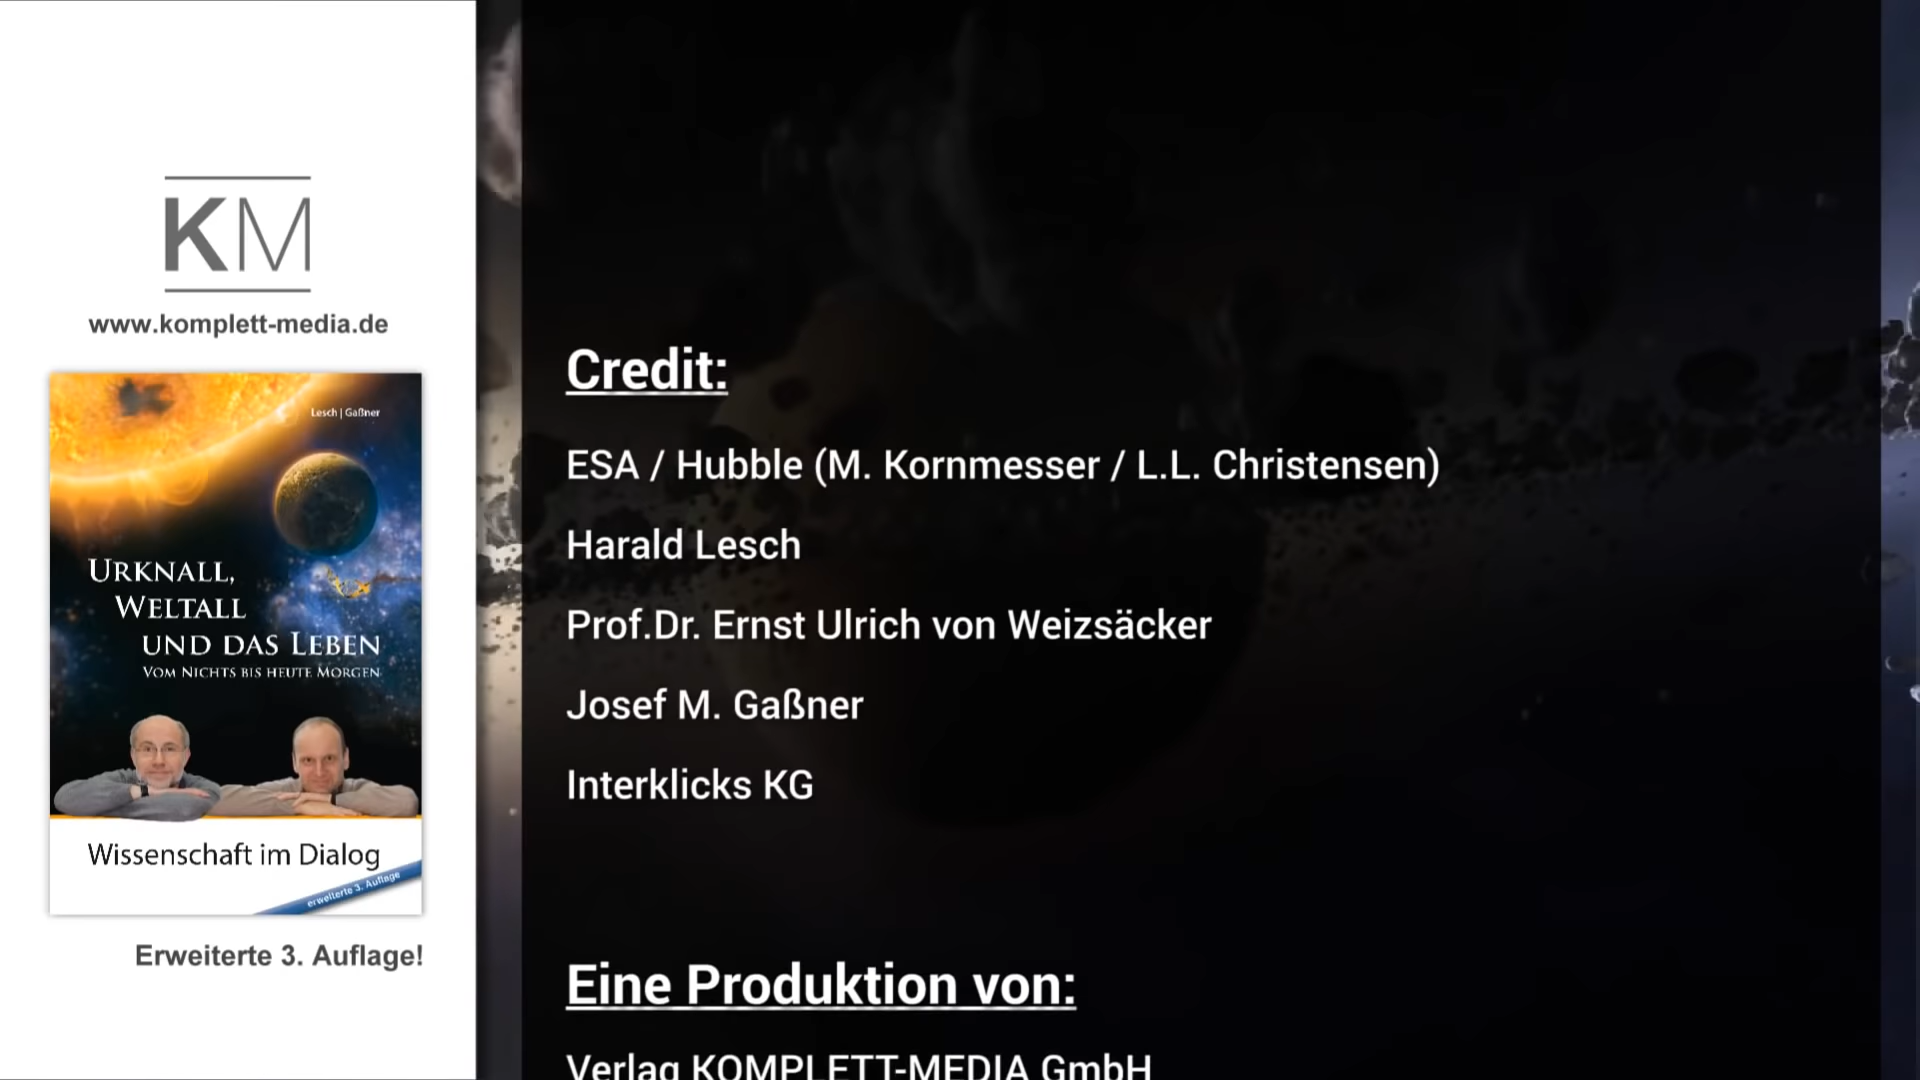 KM
www.komplett-media.de
Lesch | Gaßner
URKNALL,
WELTALL
UND DAS LEBEN
VOM NICHTS BIS HEUTE MORGEN
Wissenschaft im Dialog
erweiterte 3. Auflage
Erweiterte 3. Auflage!
Credit:
ESA / Hubble (M. Kornmesser / L.L. Christensen)
Harald Lesch
Prof.Dr. Ernst Ulrich von Weizsäcker
Josef M. Gaßner
Interklicks KG
Eine Produktion von:
Verlag KOMPLETT-MEDIA GmbH